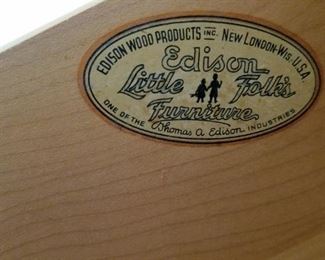 EDISON WOOD PRODUCTS INC. NEW LONDON-WIS. U.S.A.
Edison
Little Folks
Furniture
ONE OF THE Thomas A Edison INDUSTRIES